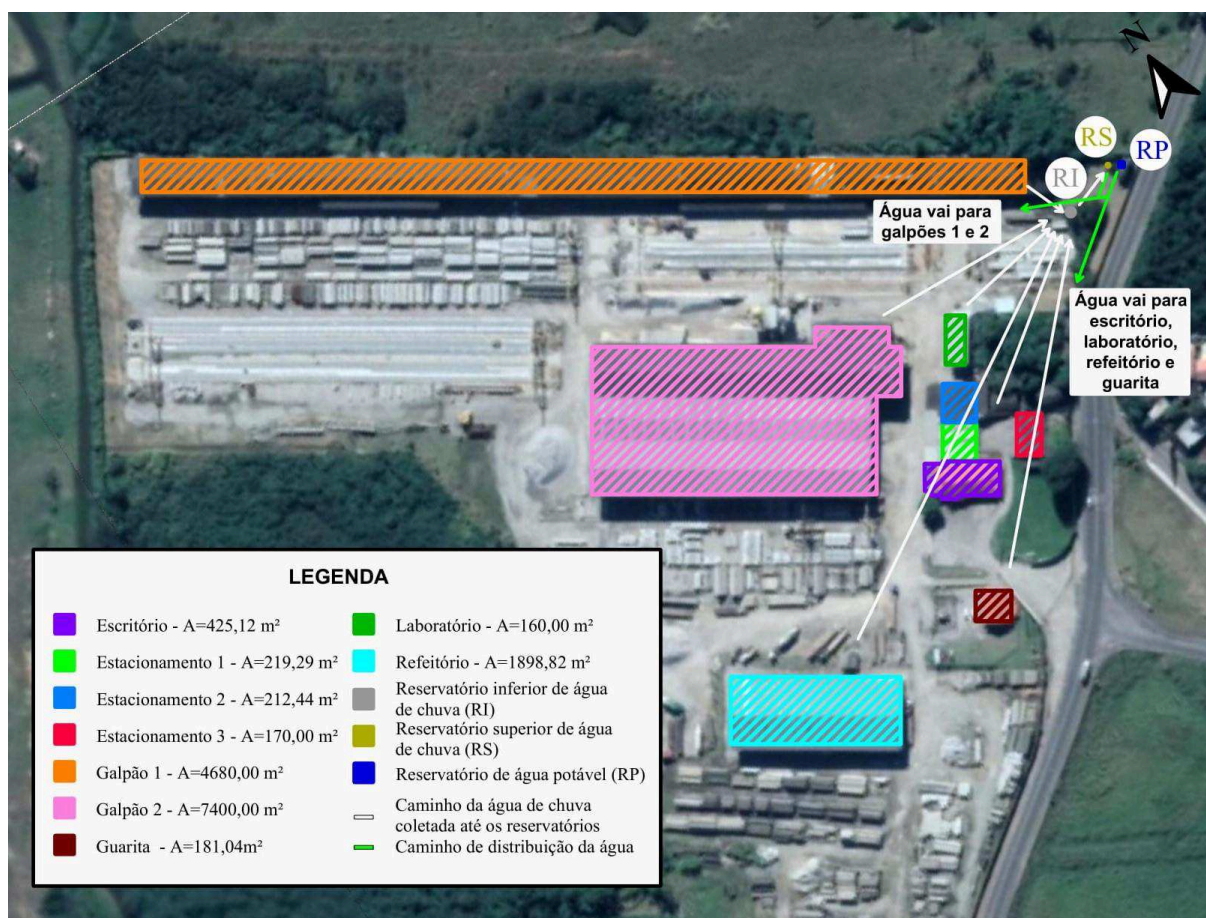 N
RS
RP
RI
Água vai para
galpões 1 e 2
Água vai para
escritório,
laboratório,
refeitório e
guarita
LEGENDA
Escritório - A=425,12 m²
Estacionamento 1 - A=219,29 m²
Estacionamento 2 - A=212,44 m²
Estacionamento 3 - A=170,00 m²
Galpão 1 - A=4680,00 m²
Galpão 2 - A=7400,00 m²
Guarita - A=181,04m²
Laboratório - A=160,00 m²
Refeitório - A=1898,82 m²
Reservatório inferior de água
de chuva (RI)
Reservatório superior de água
de chuva (RS)
Reservatório de água potável (RP)
Caminho da água de chuva
coletada até os reservatórios
Caminho de distribuição da água